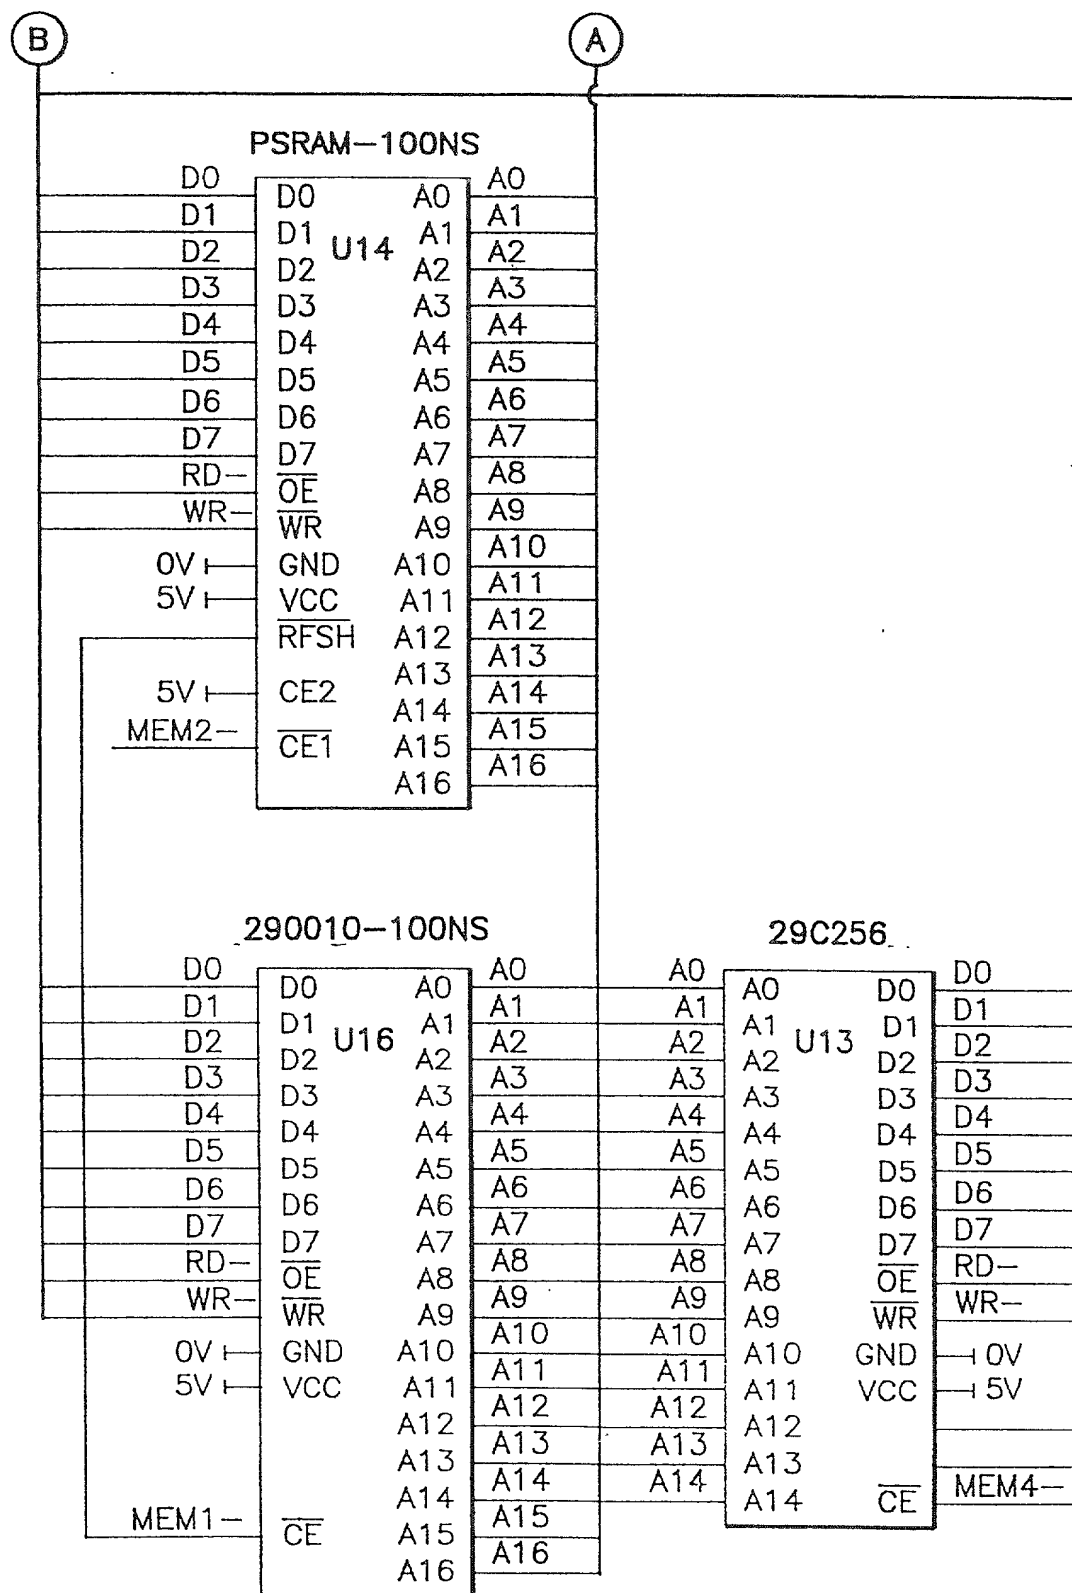 B A
PSRAM-100NS
U14
D0 D0 A0 A0
D1 D1 A1 A1
D2 D2 A2 A2
D3 D3 A3 A3
D4 D4 A4 A4
D5 D5 A5 A5
D6 D6 A6 A6
D7 D7 A7 A7
RD- OE A8 A8
WR- WR A9 A9
0V GND A10 A10
5V VCC A11 A11
RFSH A12 A12
A13 A13
5V CE2 A14 A14
MEM2- CE1 A15 A15
A16 A16
290010-100NS 29C256
U16 U13
D0 D0 A0 A0 A0 A0 D0 D0
D1 D1 A1 A1 A1 A1 D1 D1
D2 D2 A2 A2 A2 A2 D2 D2
D3 D3 A3 A3 A3 A3 D3 D3
D4 D4 A4 A4 A4 A4 D4 D4
D5 D5 A5 A5 A5 A5 D5 D5
D6 D6 A6 A6 A6 A6 D6 D6
D7 D7 A7 A7 A7 A7 D7 D7
RD- OE A8 A8 A8 A8 OE RD-
WR- WR A9 A9 A9 A9 WR WR-
0V GND A10 A10 A10 A10 GND 0V
5V VCC A11 A11 A11 A11 VCC 5V
A12 A12 A12 A12
A13 A13 A13 A13
A14 A14 A14 A14 CE MEM4-
MEM1- CE A15 A15
A16 A16